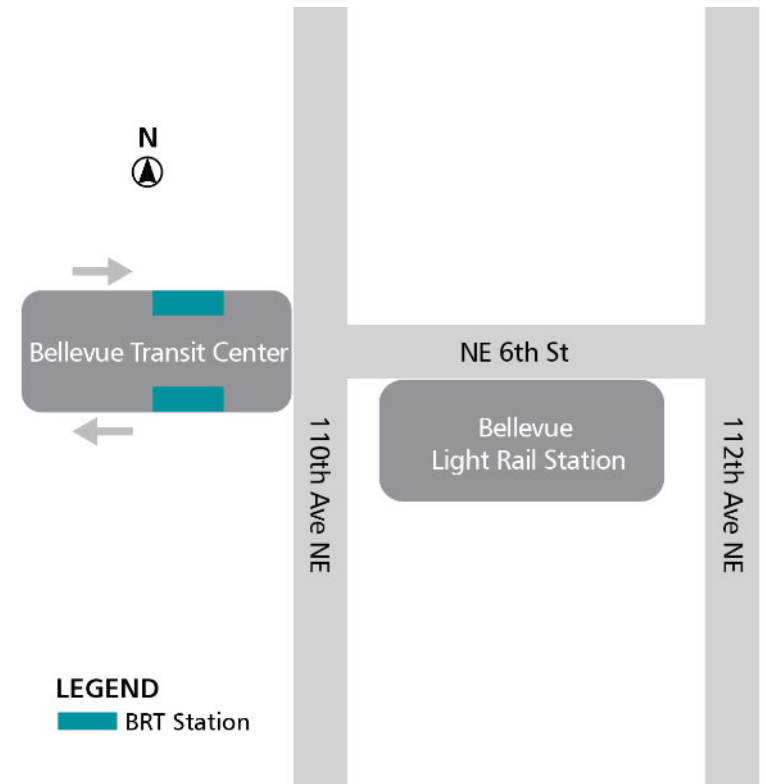 N
Bellevue Transit Center
NE 6th St
Bellevue
Light Rail Station
110th Ave NE
112th Ave NE
LEGEND
BRT Station